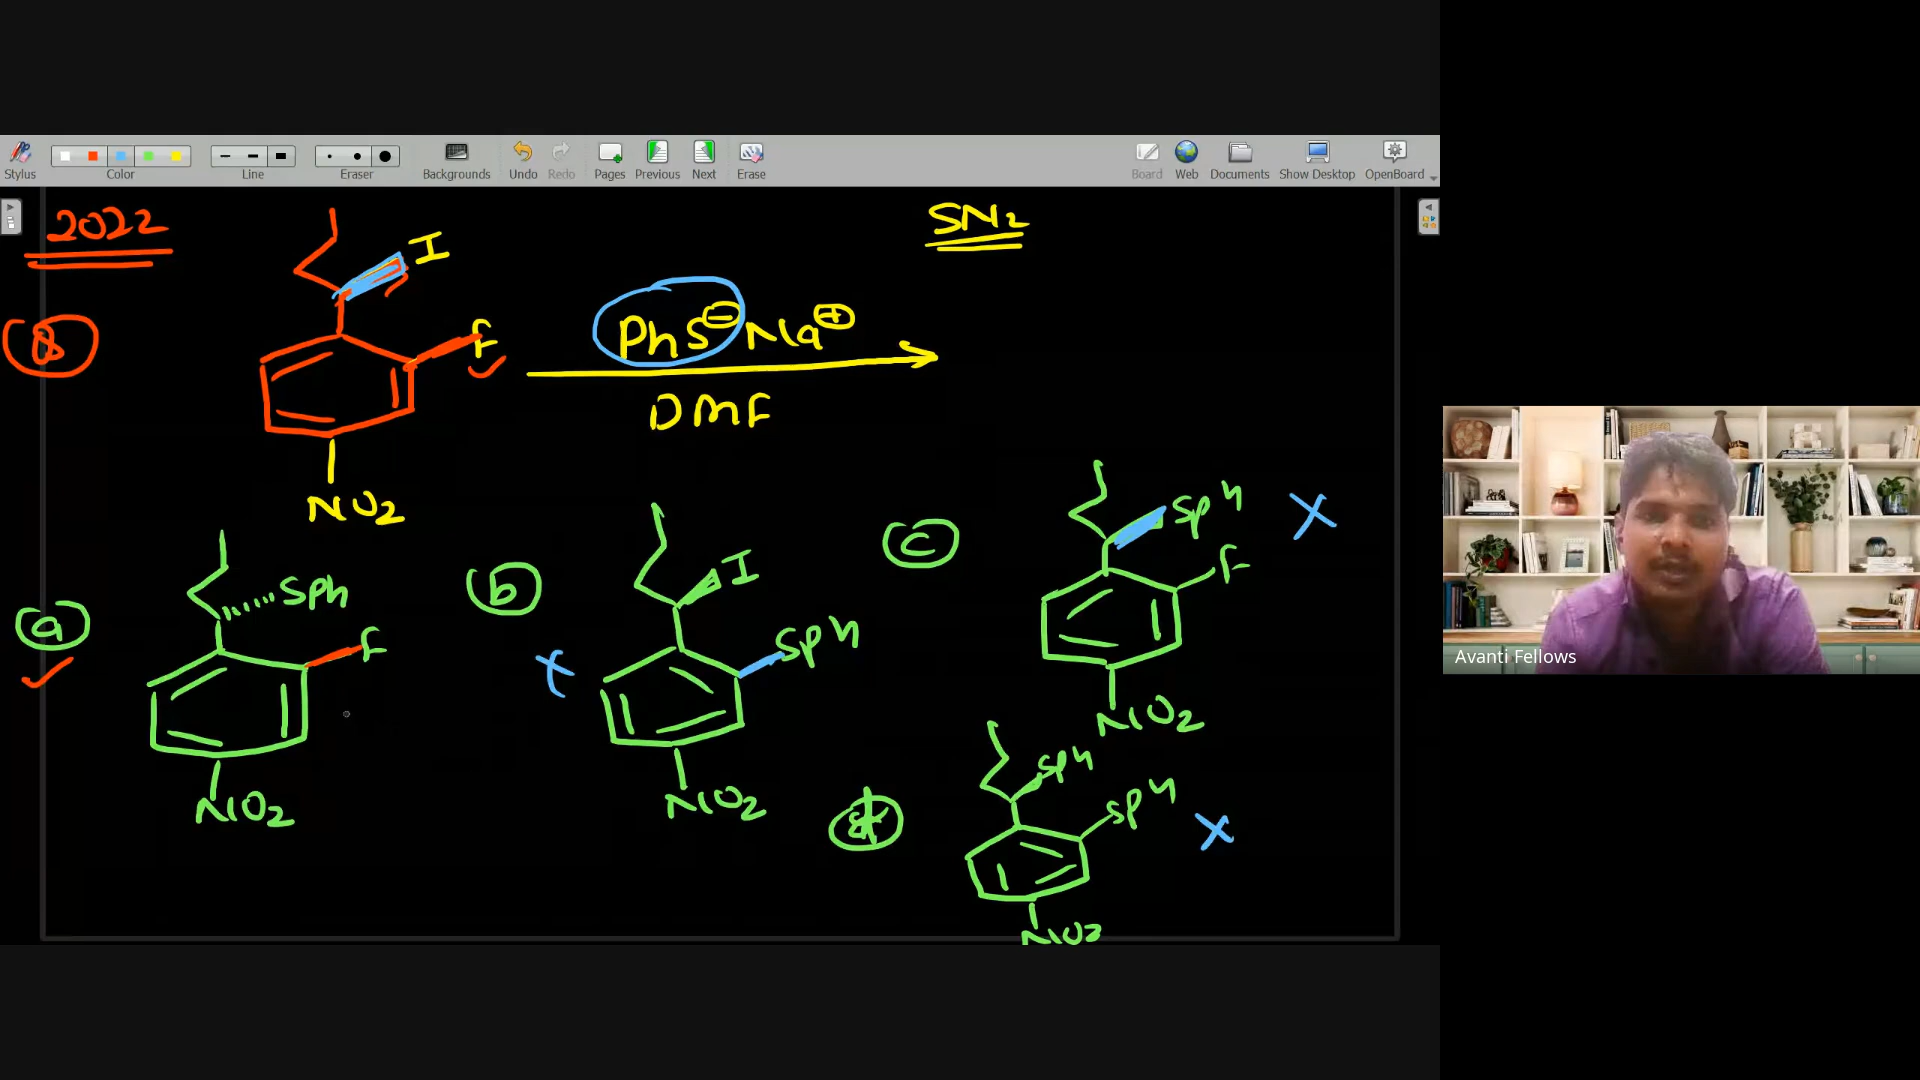 Stylus
Color
Line
Eraser
Backgrounds
Undo
Redo
Pages
Previous
Next
Erase
Board
Web
Documents
Show Desktop
OpenBoard
2022
SN2
I
F
PhS⊖Na⊕
DMF
NO2
a
Sph
F
NO2
b
I
Sph
NO2
c
Sph
F
NO2
X
Sph
Sph
NO2
X
Avanti Fellows